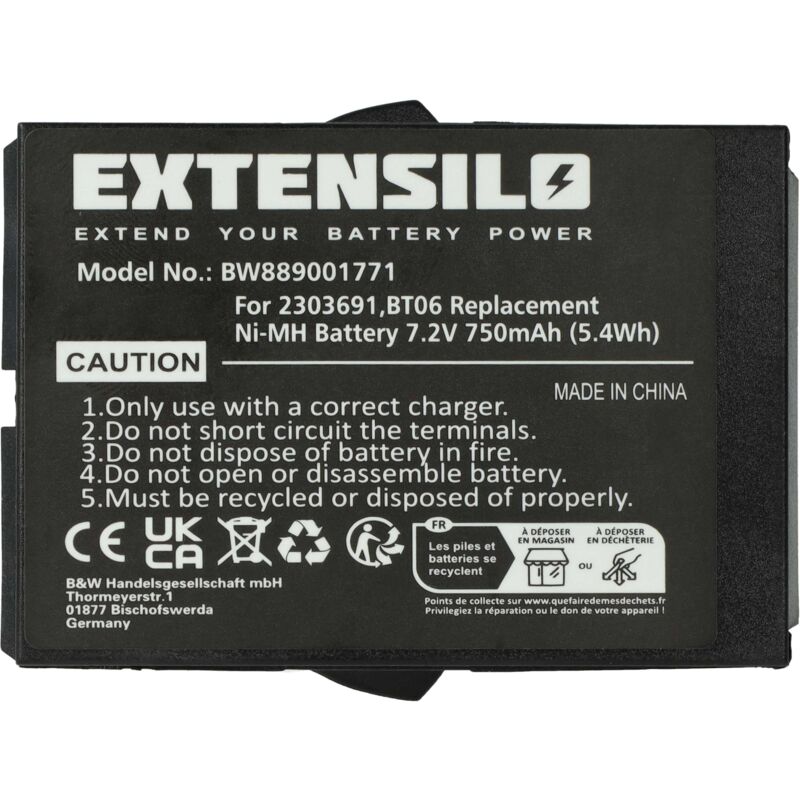 EXTENSILO
EXTEND YOUR BATTERY POWER
Model No.: BW889001771
For 2303691,BT06 Replacement
Ni-MH Battery 7.2V 750mAh (5.4Wh)
CAUTION
MADE IN CHINA
1.Only use with a correct charger.
2.Do not short circuit the terminals.
3.Do not dispose of battery in fire.
4.Do not open or disassemble battery.
5.Must be recycled or disposed of properly.
CE
UK
CA
FR
Les piles et
batteries se
recyclent
À DÉPOSER
EN MAGASIN
OU
À DÉPOSER
EN DÉCHÈTERIE
Points de collecte sur www.quefairedemesdechets.fr
Privilégiez la réparation ou le don de votre appareil !
B&W Handelsgesellschaft mbH
Thormeyerstr.1
01877 Bischofswerda
Germany